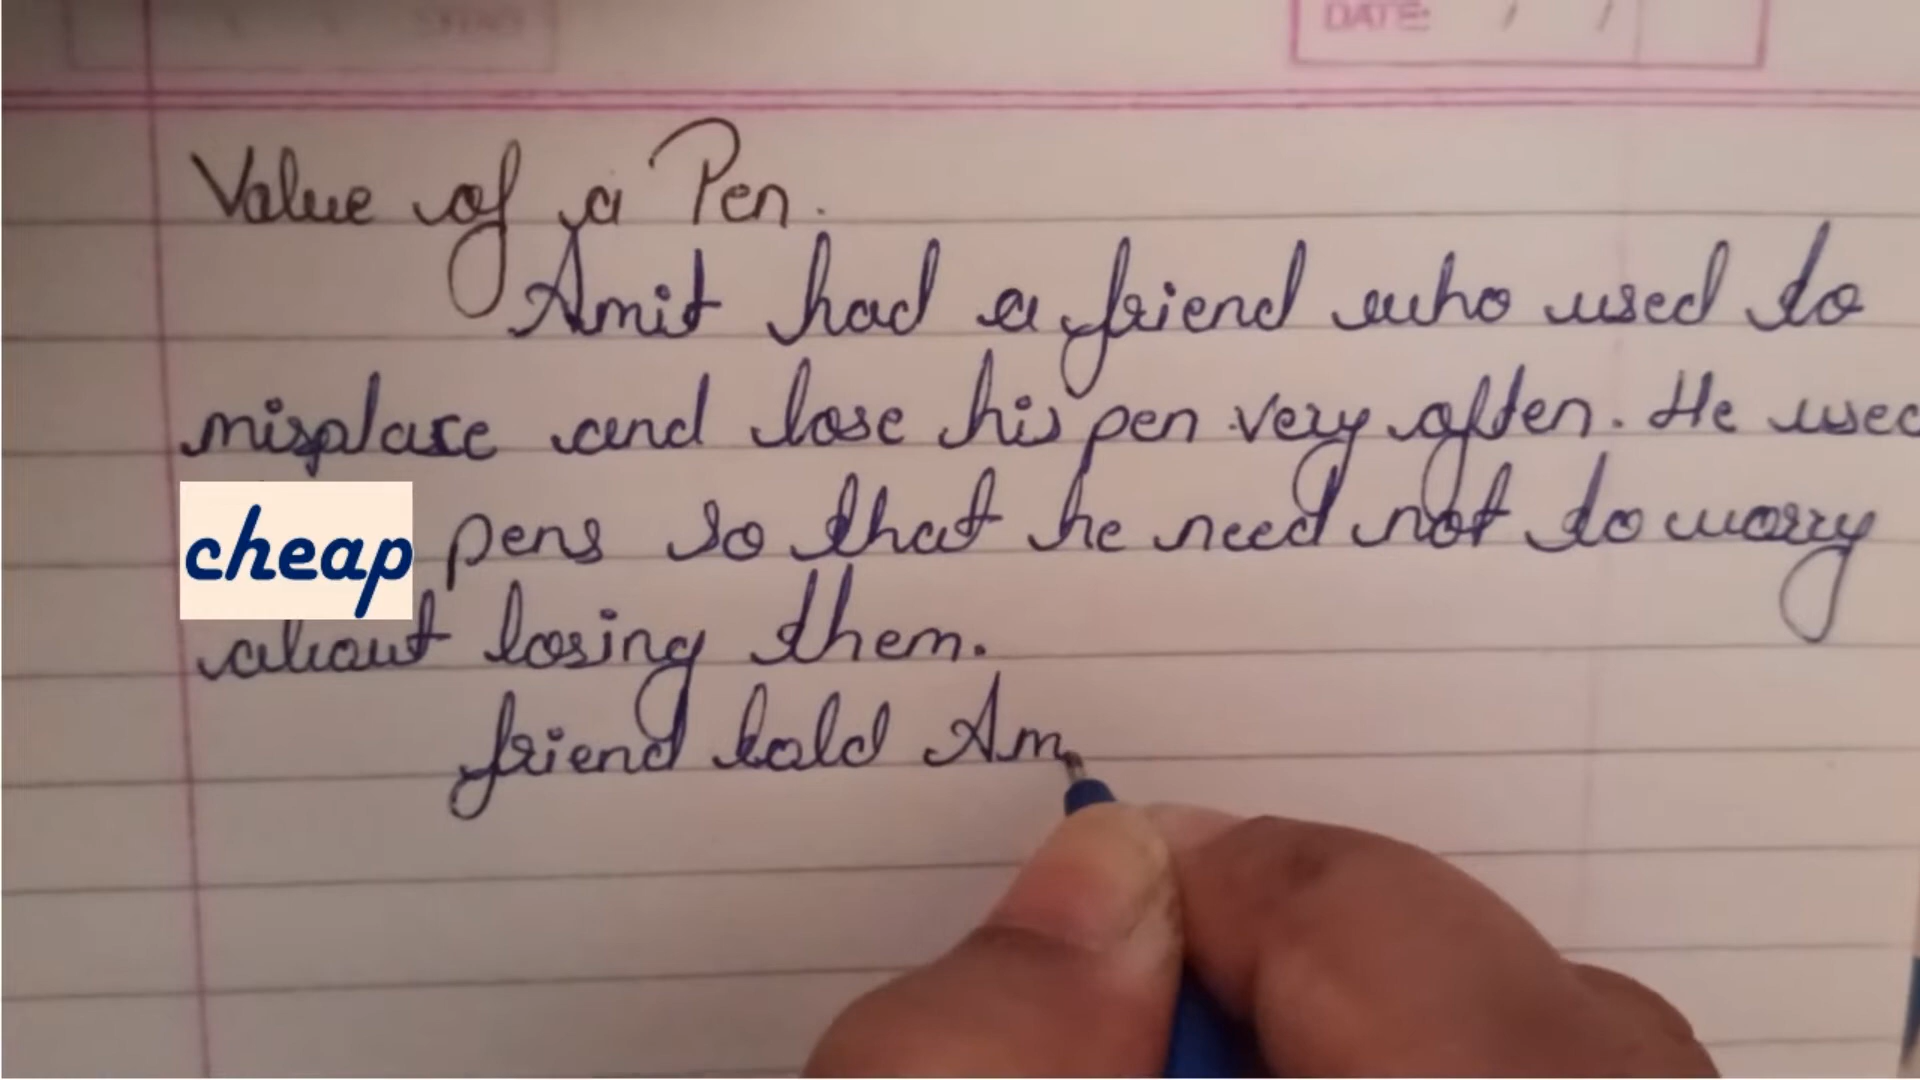 DATE: / /
Value of a Pen.
Amit had a friend who used to
misplace and lose his pen very often. He used
cheap pens so that he need not to worry
about losing them.
friend told Am